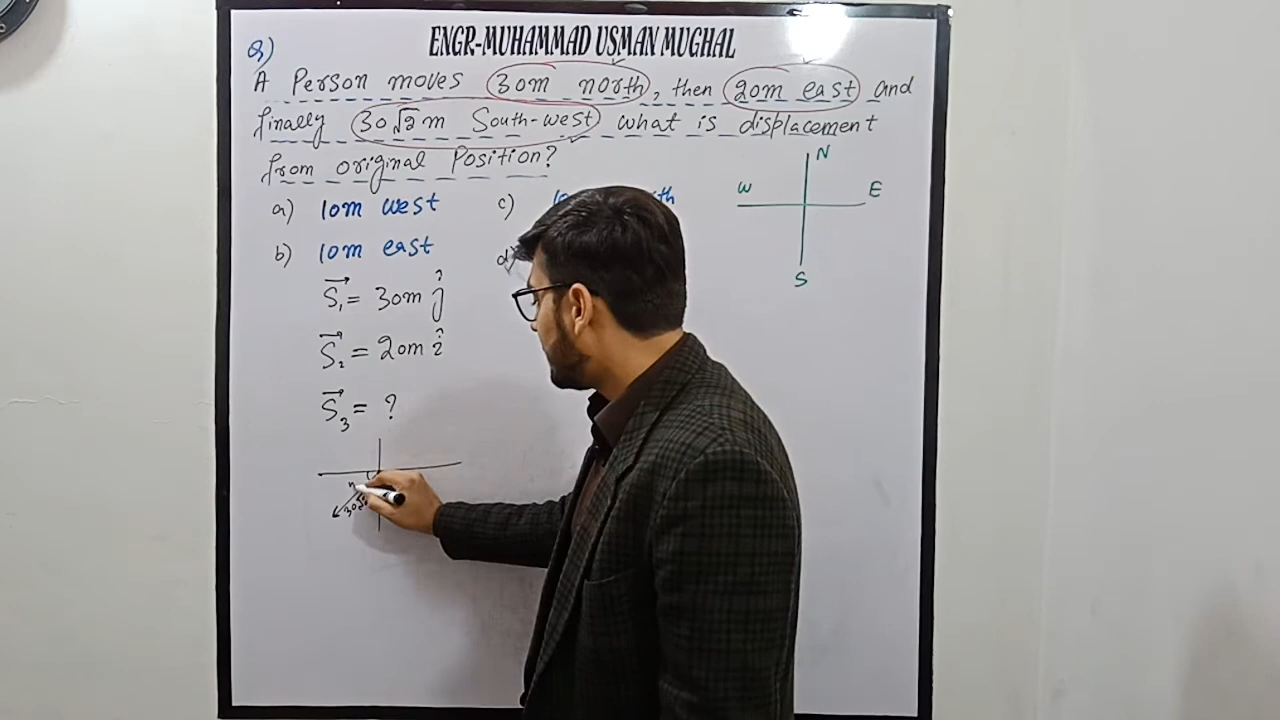 ENGR-MUHAMMAD USMAN MUGHAL
Q)
A Person moves 30m north, then 20m east and
finally 30√2 m South-west what is displacement
from original Position?
N
W E
S
a) 10m west c)
b) 10m east d)
S₁ = 30m ĵ
S₂ = 20m î
S₃ = ?